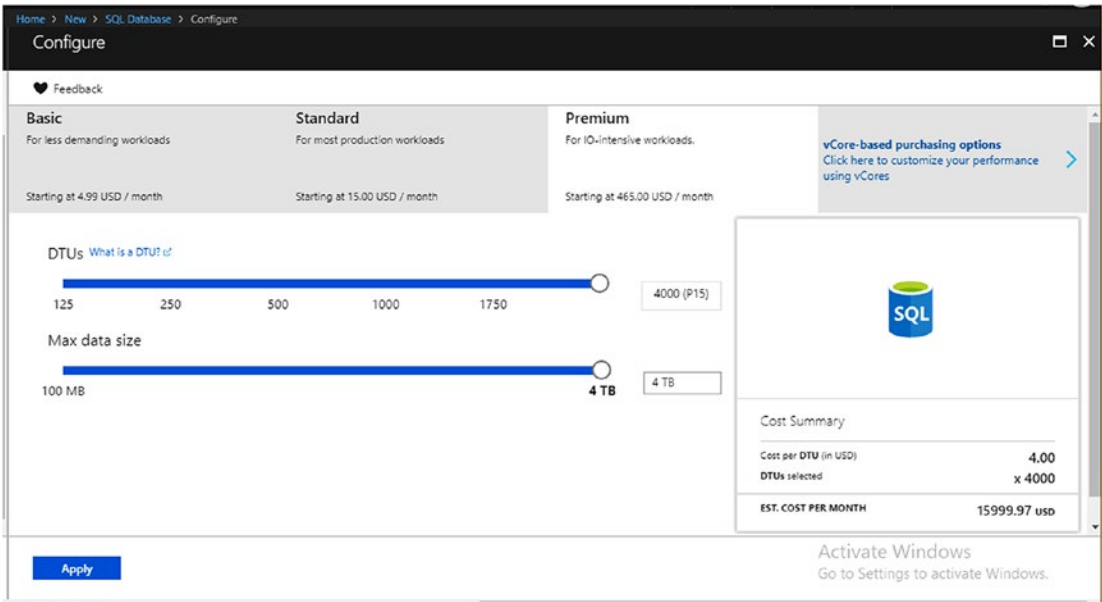 Home > New > SQL Database > Configure
Configure
Feedback
Basic
For less demanding workloads
Starting at 4.99 USD / month
Standard
For most production workloads
Starting at 15.00 USD / month
Premium
For IO-intensive workloads.
Starting at 465.00 USD / month
vCore-based purchasing options
Click here to customize your performance
using vCores
DTUs What is a DTU?
125 250 500 1000 1750
4000 (P15)
Max data size
100 MB 4 TB
4 TB
SQL
Cost Summary
Cost per DTU (in USD) 4.00
DTUs selected x 4000
EST. COST PER MONTH 15999.97 USD
Apply
Activate Windows
Go to Settings to activate Windows.